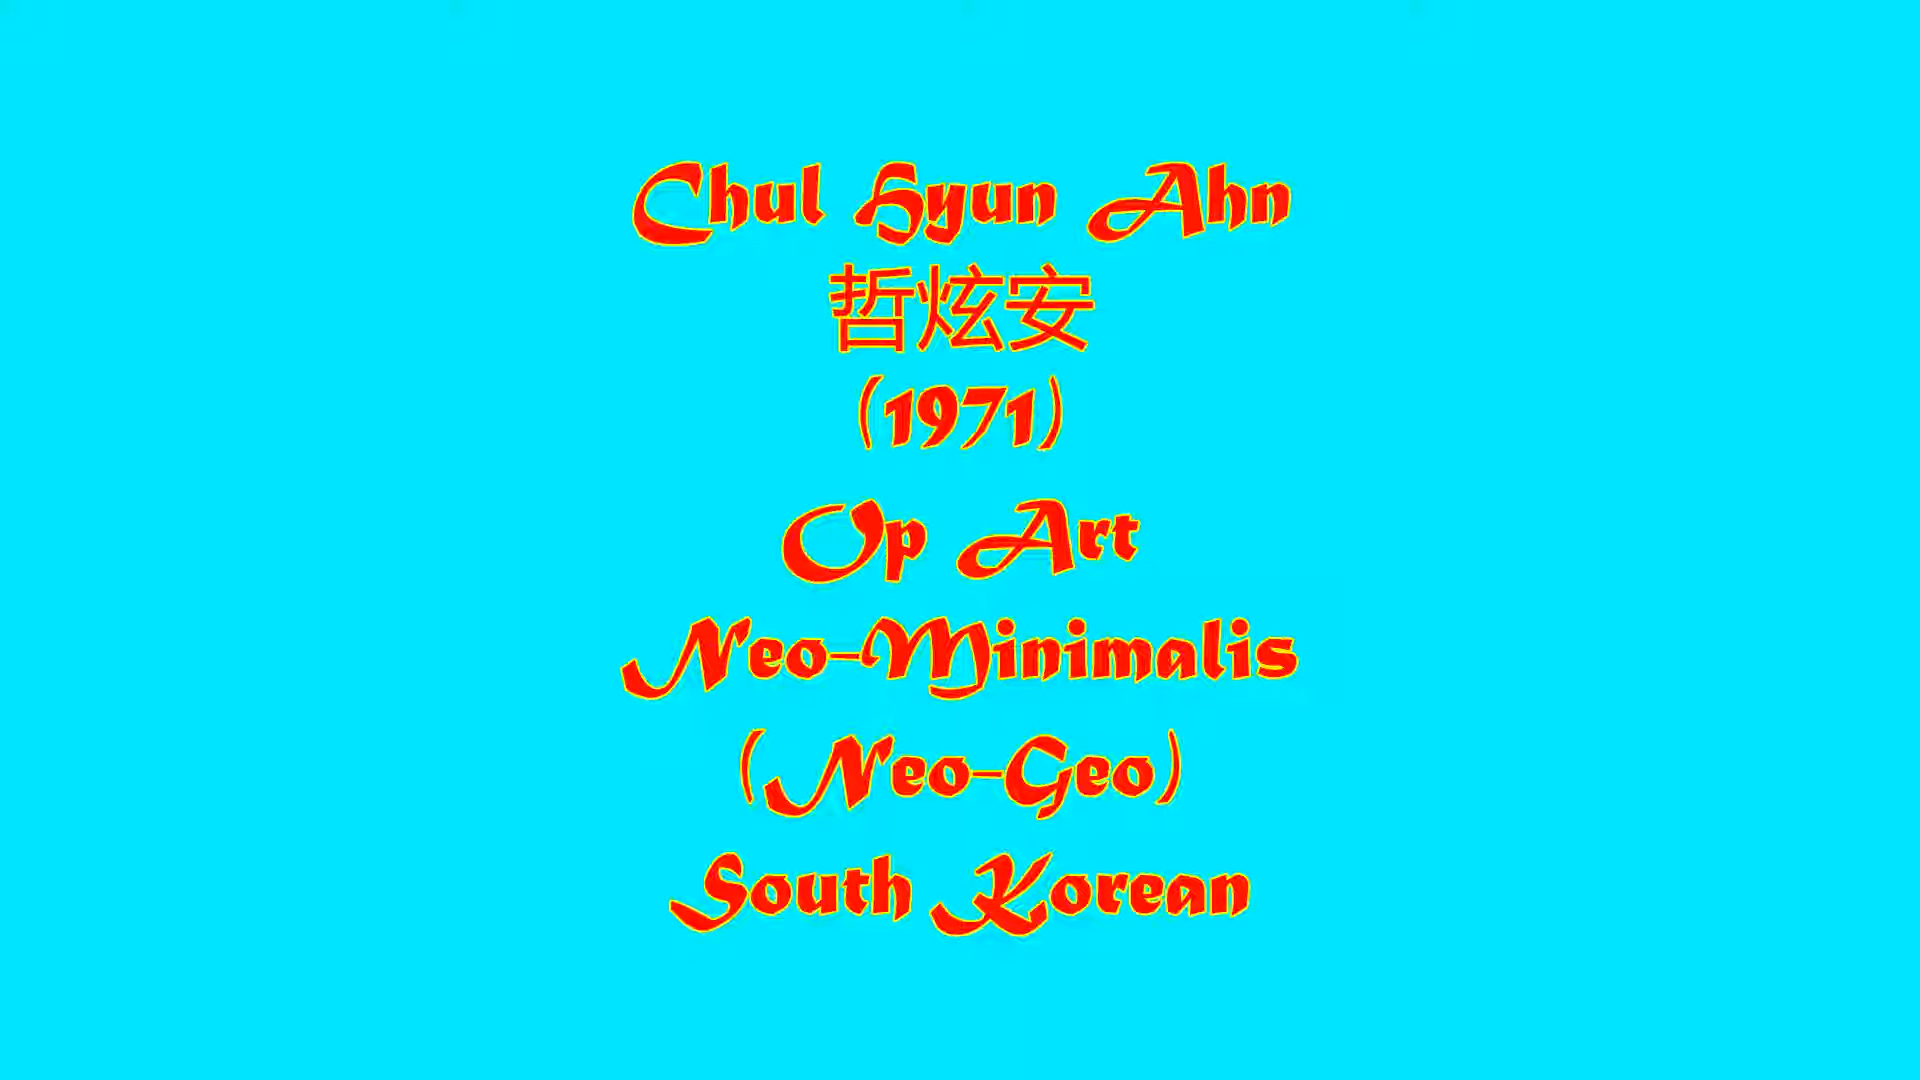 Chul Hyun Ahn
哲炫安
(1971)
Op Art
Neo-Minimalis
(Neo-Geo)
South Korean